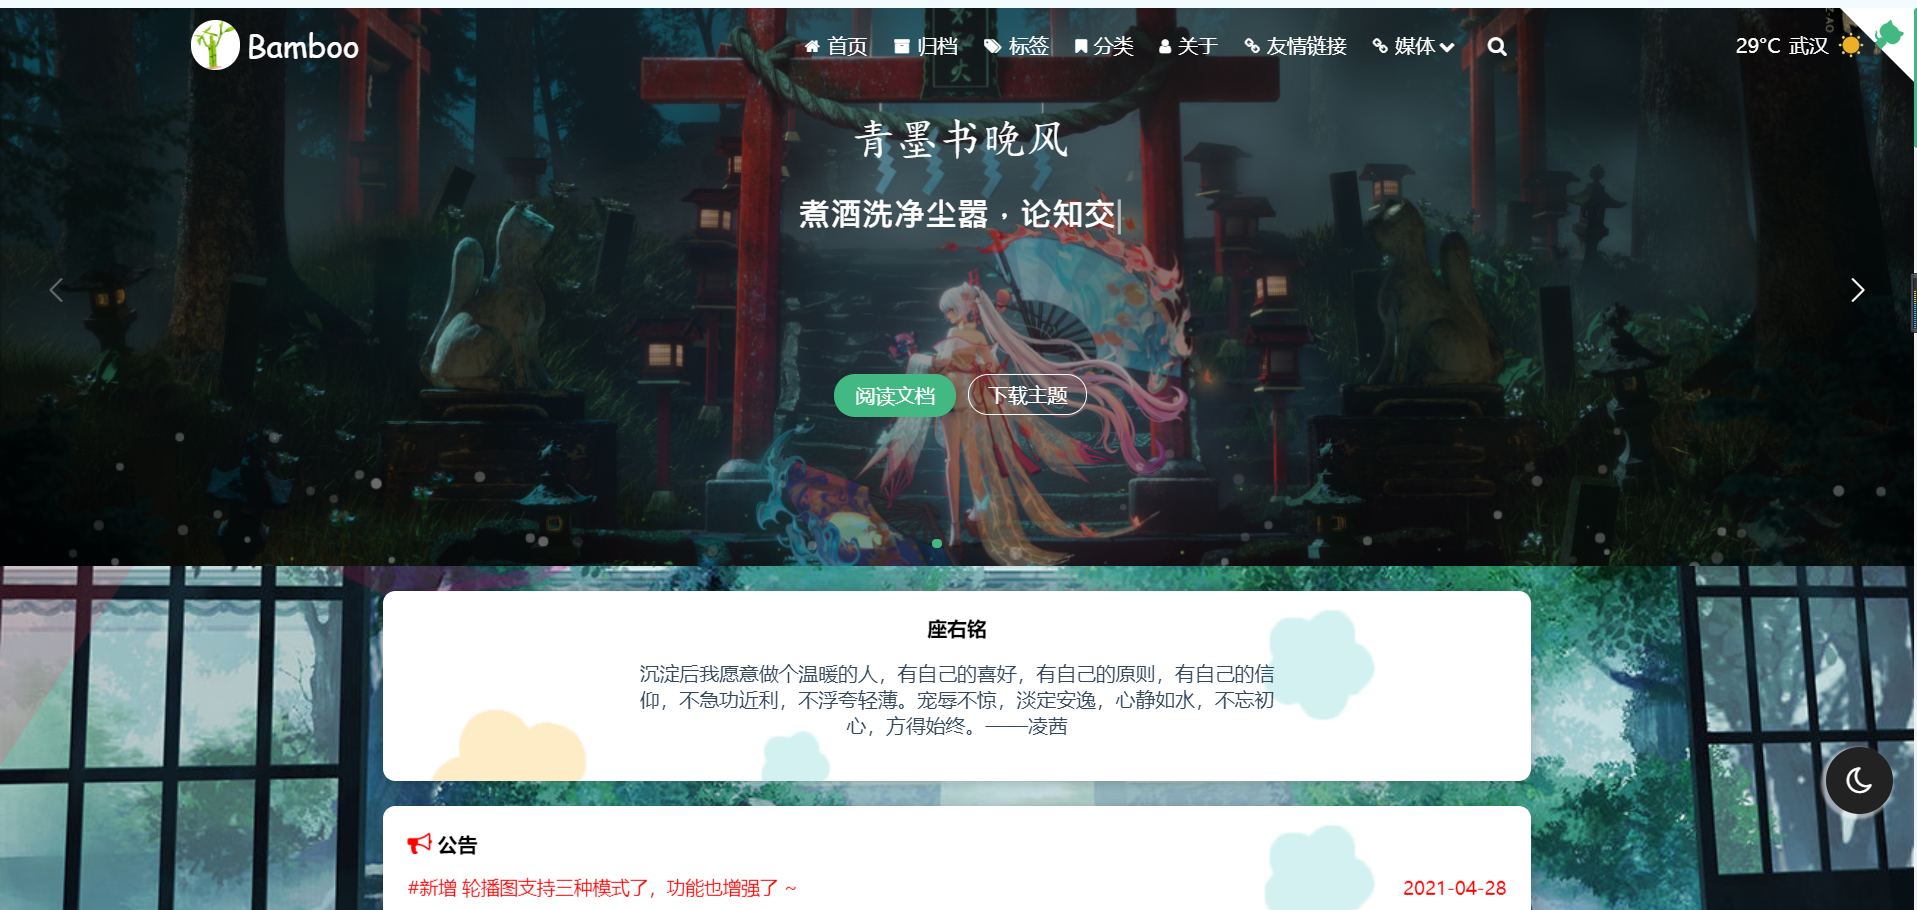 Bamboo
首页 归档 标签 分类 关于 友情链接 媒体
29°C 武汉
青墨书晚风
煮酒洗净尘嚣·论知交
阅读文档 下载主题
座右铭
沉淀后我愿意做个温暖的人，有自己的喜好，有自己的原则，有自己的信
仰，不急功近利，不浮夸轻薄。宠辱不惊，淡定安逸，心静如水，不忘初
心，方得始终。——凌茜
公告
#新增 轮播图支持三种模式了，功能也增强了 ~ 2021-04-28